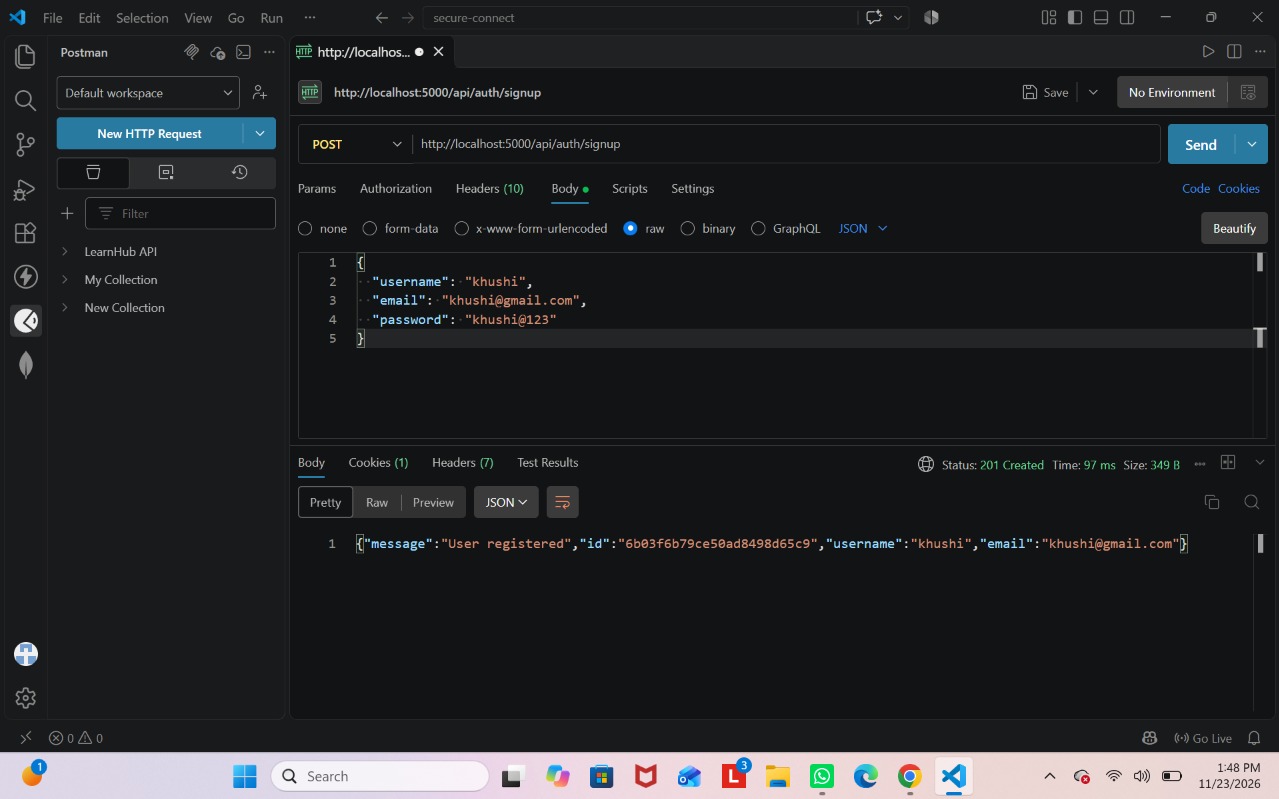 File Edit Selection View Go Run ··· secure-connect
Postman
http://localhos...
Default workspace
http://localhost:5000/api/auth/signup
Save
No Environment
New HTTP Request
POST
http://localhost:5000/api/auth/signup
Send
Params Authorization Headers (10) Body Scripts Settings
Code Cookies
Filter
none form-data x-www-form-urlencoded raw binary GraphQL JSON
Beautify
LearnHub API
My Collection
New Collection
1 {
2 "username": "khushi",
3 "email": "khushi@gmail.com",
4 "password": "khushi@123"
5 }
Body Cookies (1) Headers (7) Test Results
Status: 201 Created Time: 97 ms Size: 349 B
Pretty Raw Preview JSON
1 {"message":"User registered","id":"6b03f6b79ce50ad8498d65c9","username":"khushi","email":"khushi@gmail.com"}
0 0
Go Live
1
Search
L 3
1:48 PM
11/23/2026